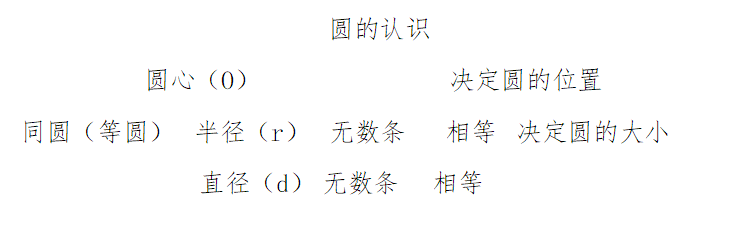 圆的认识
圆心（O） 决定圆的位置
同圆（等圆） 半径（r） 无数条 相等 决定圆的大小
直径（d） 无数条 相等